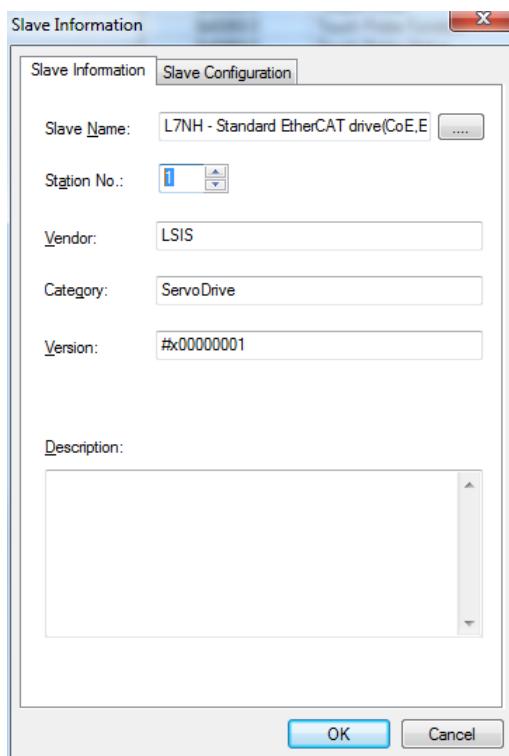 Slave Information
Slave Information Slave Configuration
Slave Name: L7NH - Standard EtherCAT drive(CoE,E ....
Station No.: 1
Vendor: LSIS
Category: ServoDrive
Version: #x00000001
Description:
OK Cancel